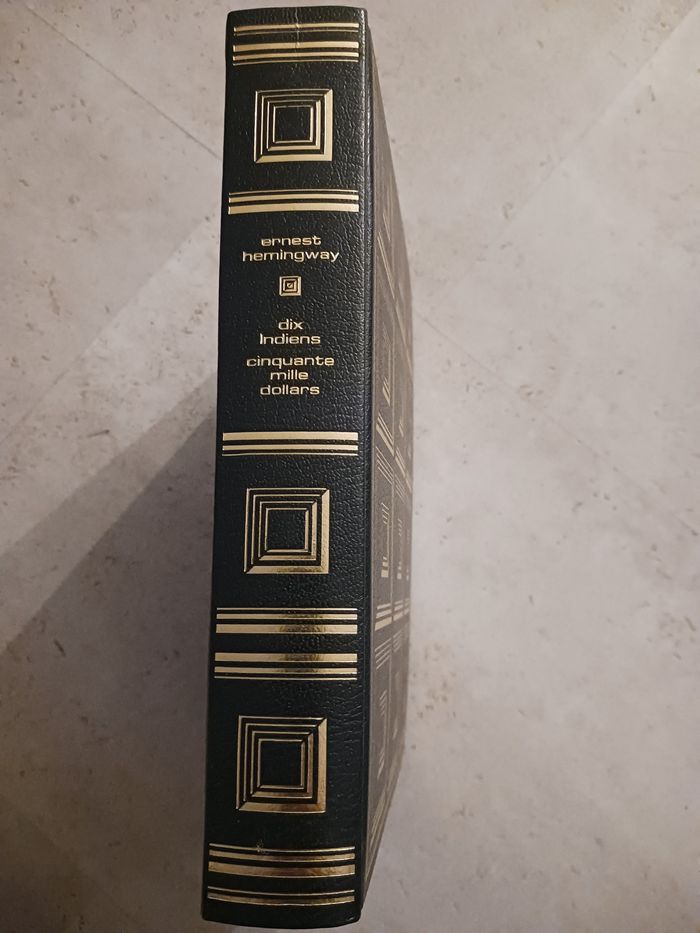 ernest
hemingway
dix
Indiens
cinquante
mille
dollars